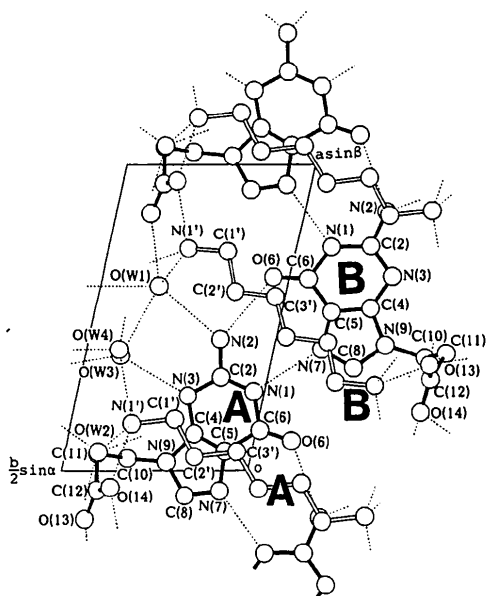 asinβ
N(2)
N(1')
C(1')
N(1)
C(2)
O(6)
C(6)
B
N(3)
O(W1)
C(2')
C(3')
C(4)
C(5)
N(9)
C(10)
C(11)
O(W4)
N(2)
N(7)
C(8)
O(13)
O(W3)
C(2)
C(12)
N(3)
N(1)
B
O(14)
N(1')
C(1')
A
C(4)
C(6)
O(W2)
C(5)
O(6)
C(11)
N(9)
C(3')
b/2 sinα
C(10)
C(2')
o
C(12)
O(14)
A
O(13)
C(8)
N(7)